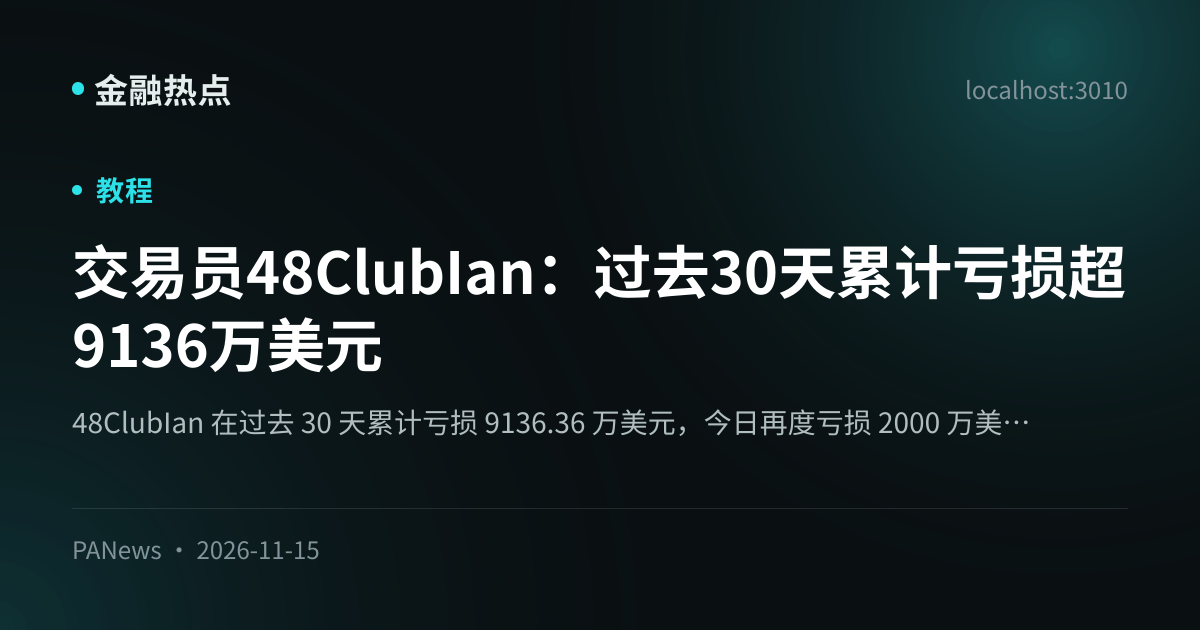 金融热点
localhost:3010
教程
交易员48ClubIan：过去30天累计亏损超
9136万美元
48ClubIan 在过去 30 天累计亏损 9136.36 万美元，今日再度亏损 2000 万美…
PANews • 2026-11-15